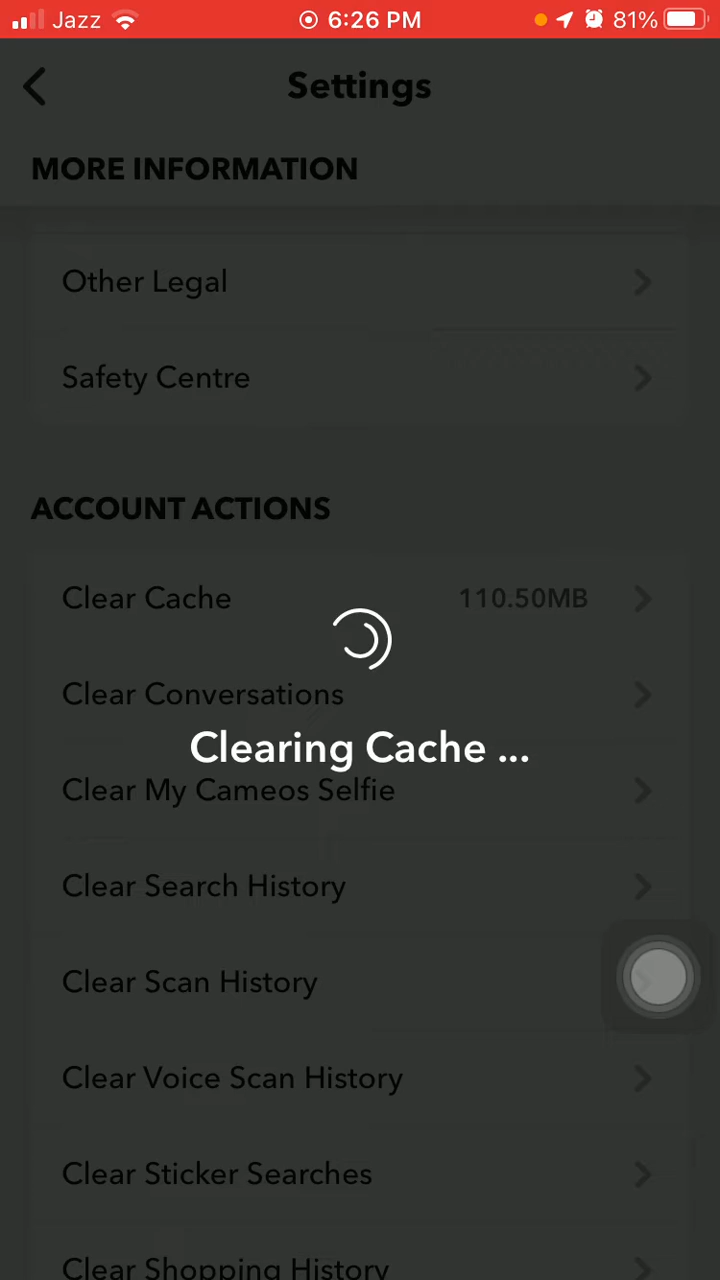 Jazz 6:26 PM 81%
Settings
MORE INFORMATION
Other Legal
Safety Centre
ACCOUNT ACTIONS
Clear Cache 110.50MB
Clear Conversations
Clearing Cache ...
Clear My Cameos Selfie
Clear Search History
Clear Scan History
Clear Voice Scan History
Clear Sticker Searches
Clear Shopping History